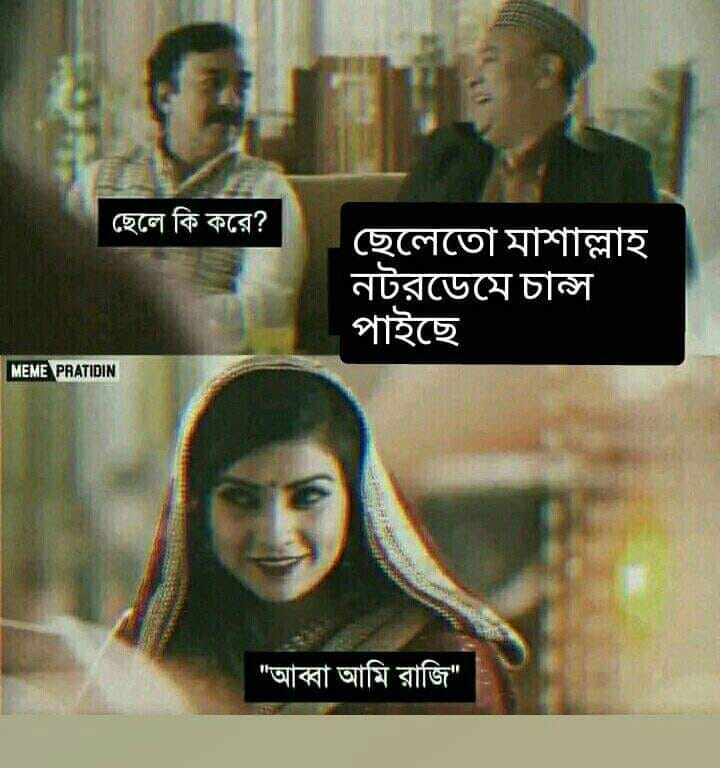 ছেলে কি করে?
ছেলেতো মাশাল্লাহ
নটরডেমে চান্স
পাইছে
MEME PRATIDIN
"আব্বা আমি রাজি"